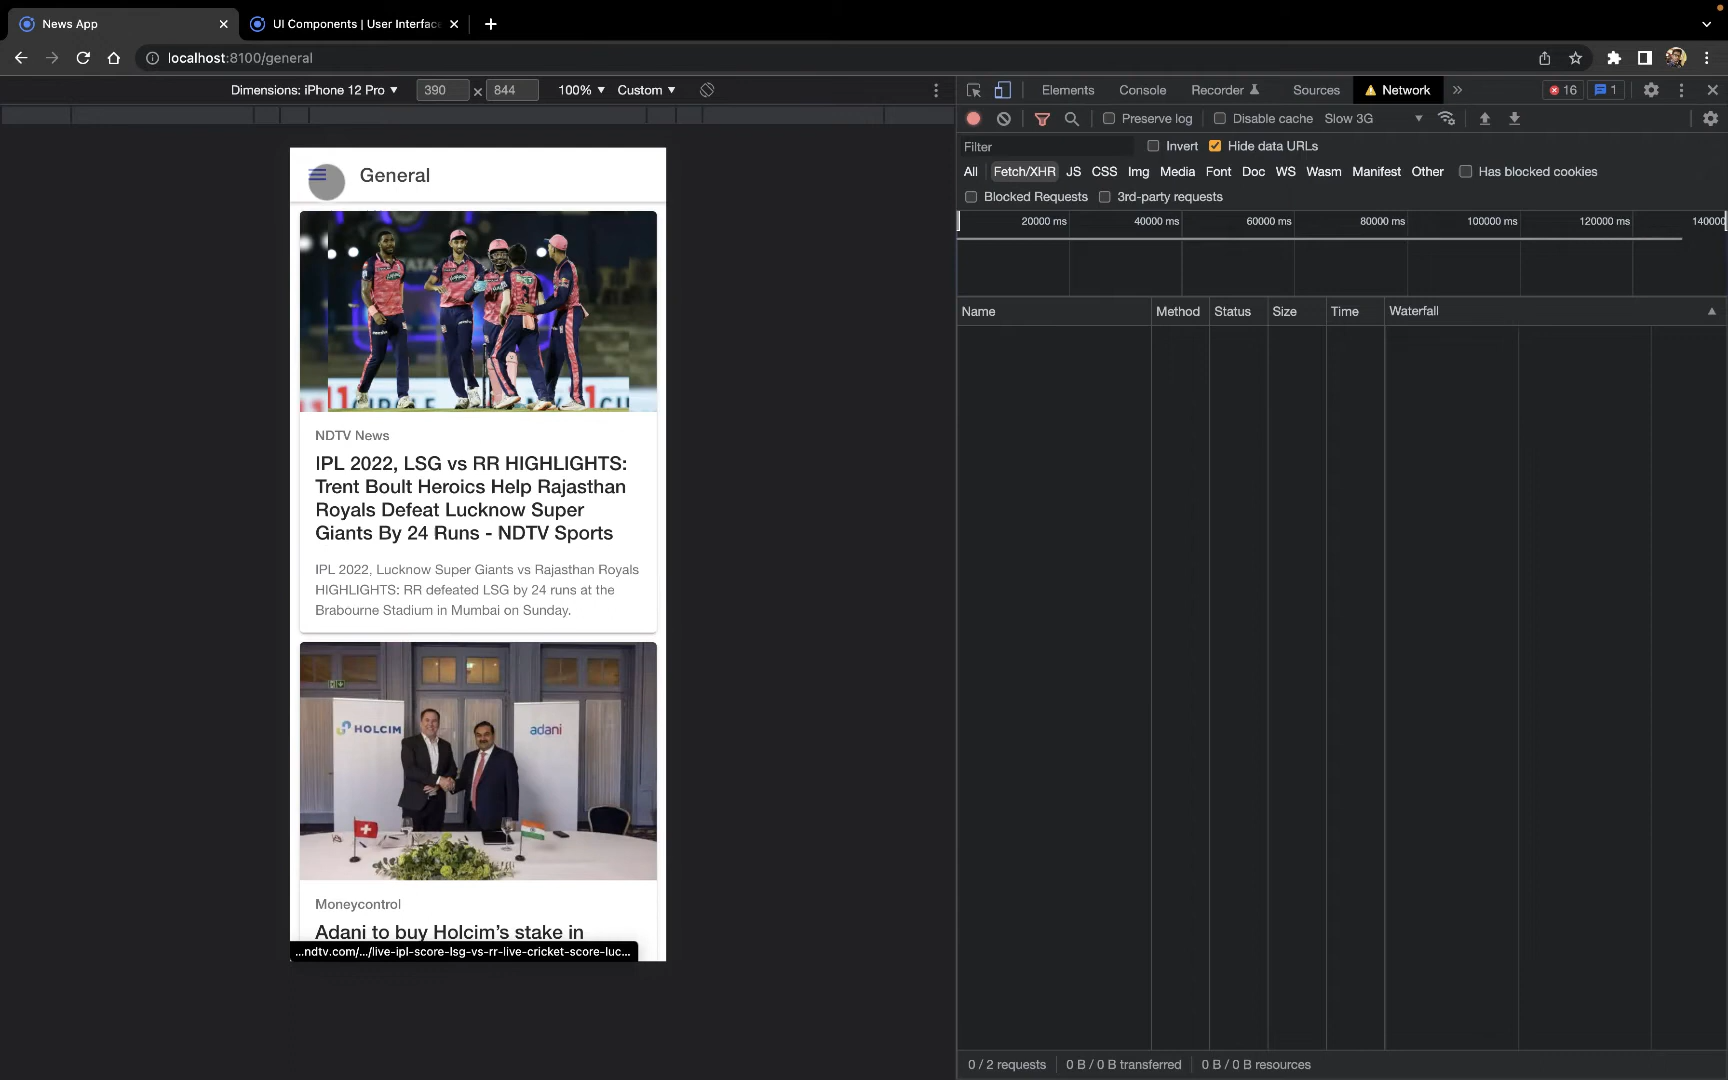 News App
UI Components | User Interface
localhost:8100/general
Dimensions: iPhone 12 Pro
390
844
100%
Custom
Elements
Console
Recorder
Sources
Network
16
1
Preserve log
Disable cache
Slow 3G
Filter
Invert
Hide data URLs
All
Fetch/XHR
JS
CSS
Img
Media
Font
Doc
WS
Wasm
Manifest
Other
Has blocked cookies
Blocked Requests
3rd-party requests
20000 ms
40000 ms
60000 ms
80000 ms
100000 ms
120000 ms
140000
Name
Method
Status
Size
Time
Waterfall
General
NDTV News
IPL 2022, LSG vs RR HIGHLIGHTS:
Trent Boult Heroics Help Rajasthan
Royals Defeat Lucknow Super
Giants By 24 Runs - NDTV Sports
IPL 2022, Lucknow Super Giants vs Rajasthan Royals
HIGHLIGHTS: RR defeated LSG by 24 runs at the
Brabourne Stadium in Mumbai on Sunday.
HOLCIM
adani
Moneycontrol
Adani to buy Holcim's stake in
...ndtv.com/.../live-ipl-score-lsg-vs-rr-live-cricket-score-luc...
0 / 2 requests
0 B / 0 B transferred
0 B / 0 B resources